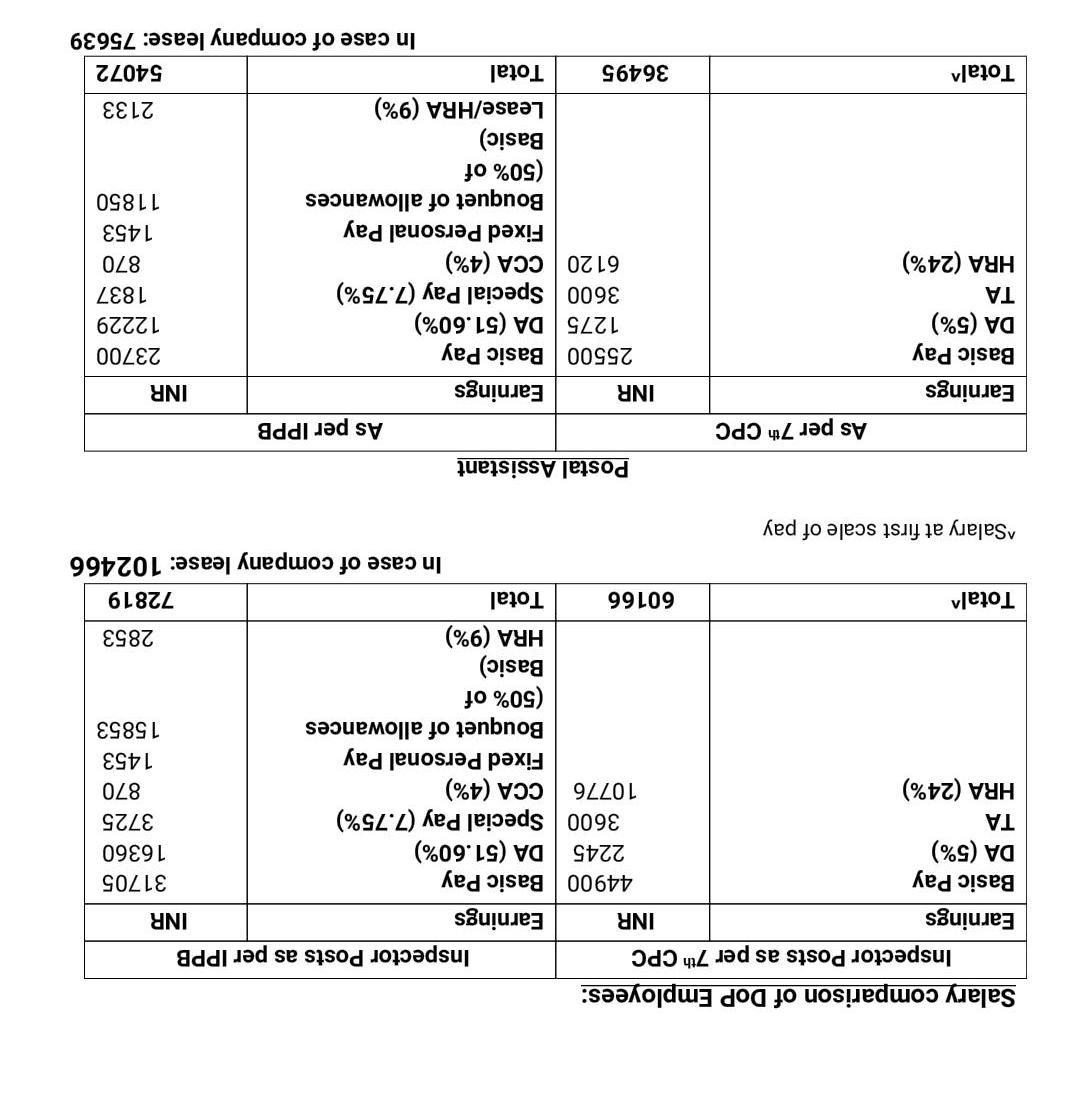 Salary comparison of DoP Employees:
Inspector Posts as per 7th CPC Inspector Posts as per IPPB
Earnings INR Earnings INR
Basic Pay 44900 Basic Pay 31705
DA (5%) 2245 DA (51.60%) 16360
TA 3600 Special Pay (7.75%) 3725
HRA (24%) 10776 CCA (4%) 870
Fixed Personal Pay 1453
Bouquet of allowances 15853
(50% of
Basic)
HRA (9%) 2853
Total^ 60166 Total 72819
In case of company lease: 102466
^Salary at first scale of pay
Postal Assistant
As per 7th CPC As per IPPB
Earnings INR Earnings INR
Basic Pay 25500 Basic Pay 23700
DA (5%) 1275 DA (51.60%) 12229
TA 3600 Special Pay (7.75%) 1837
HRA (24%) 6120 CCA (4%) 870
Fixed Personal Pay 1453
Bouquet of allowances 11850
(50% of
Basic)
Lease/HRA (9%) 2133
Total^ 36495 Total 54072
In case of company lease: 75639